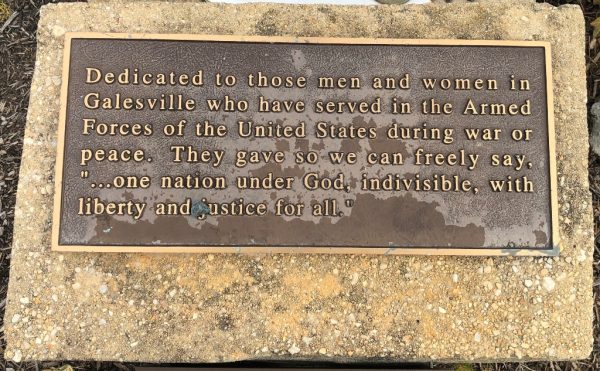 Dedicated to those men and women in
Galesville who have served in the Armed
Forces of the United States during war or
peace. They gave so we can freely say,
"...one nation under God, indivisible, with
liberty and justice for all."